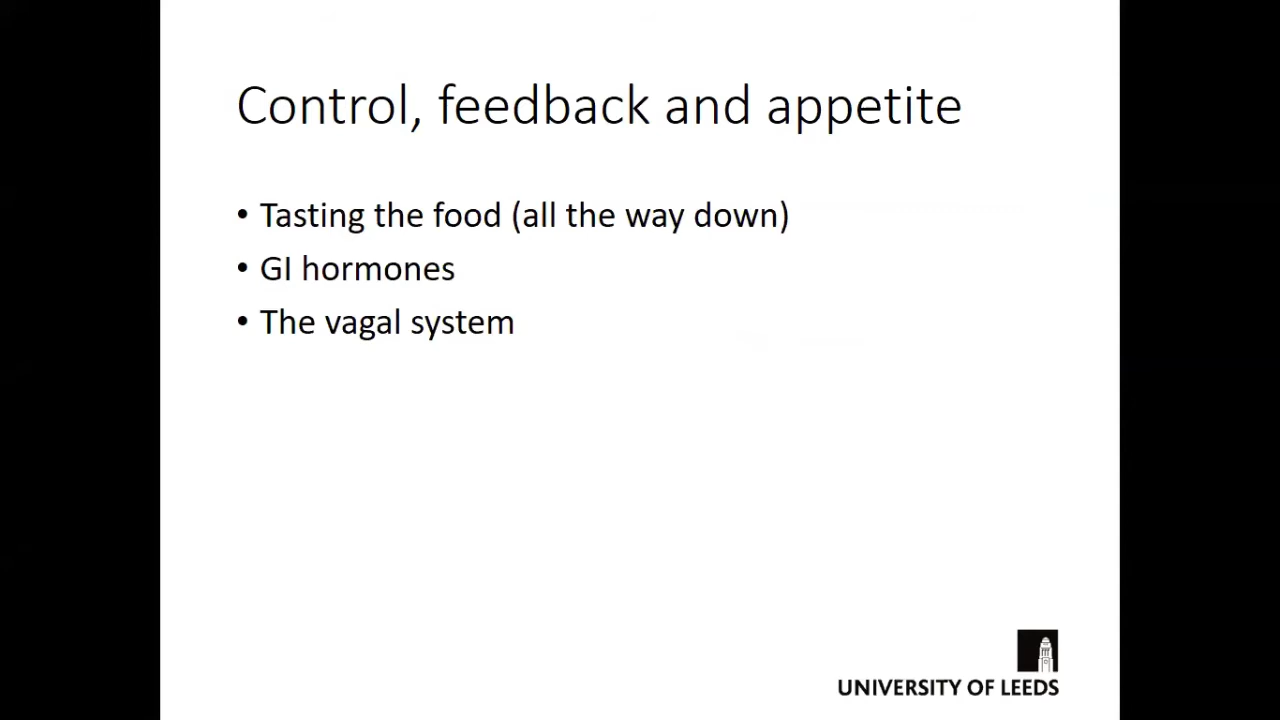 Control, feedback and appetite
• Tasting the food (all the way down)
• GI hormones
• The vagal system
UNIVERSITY OF LEEDS